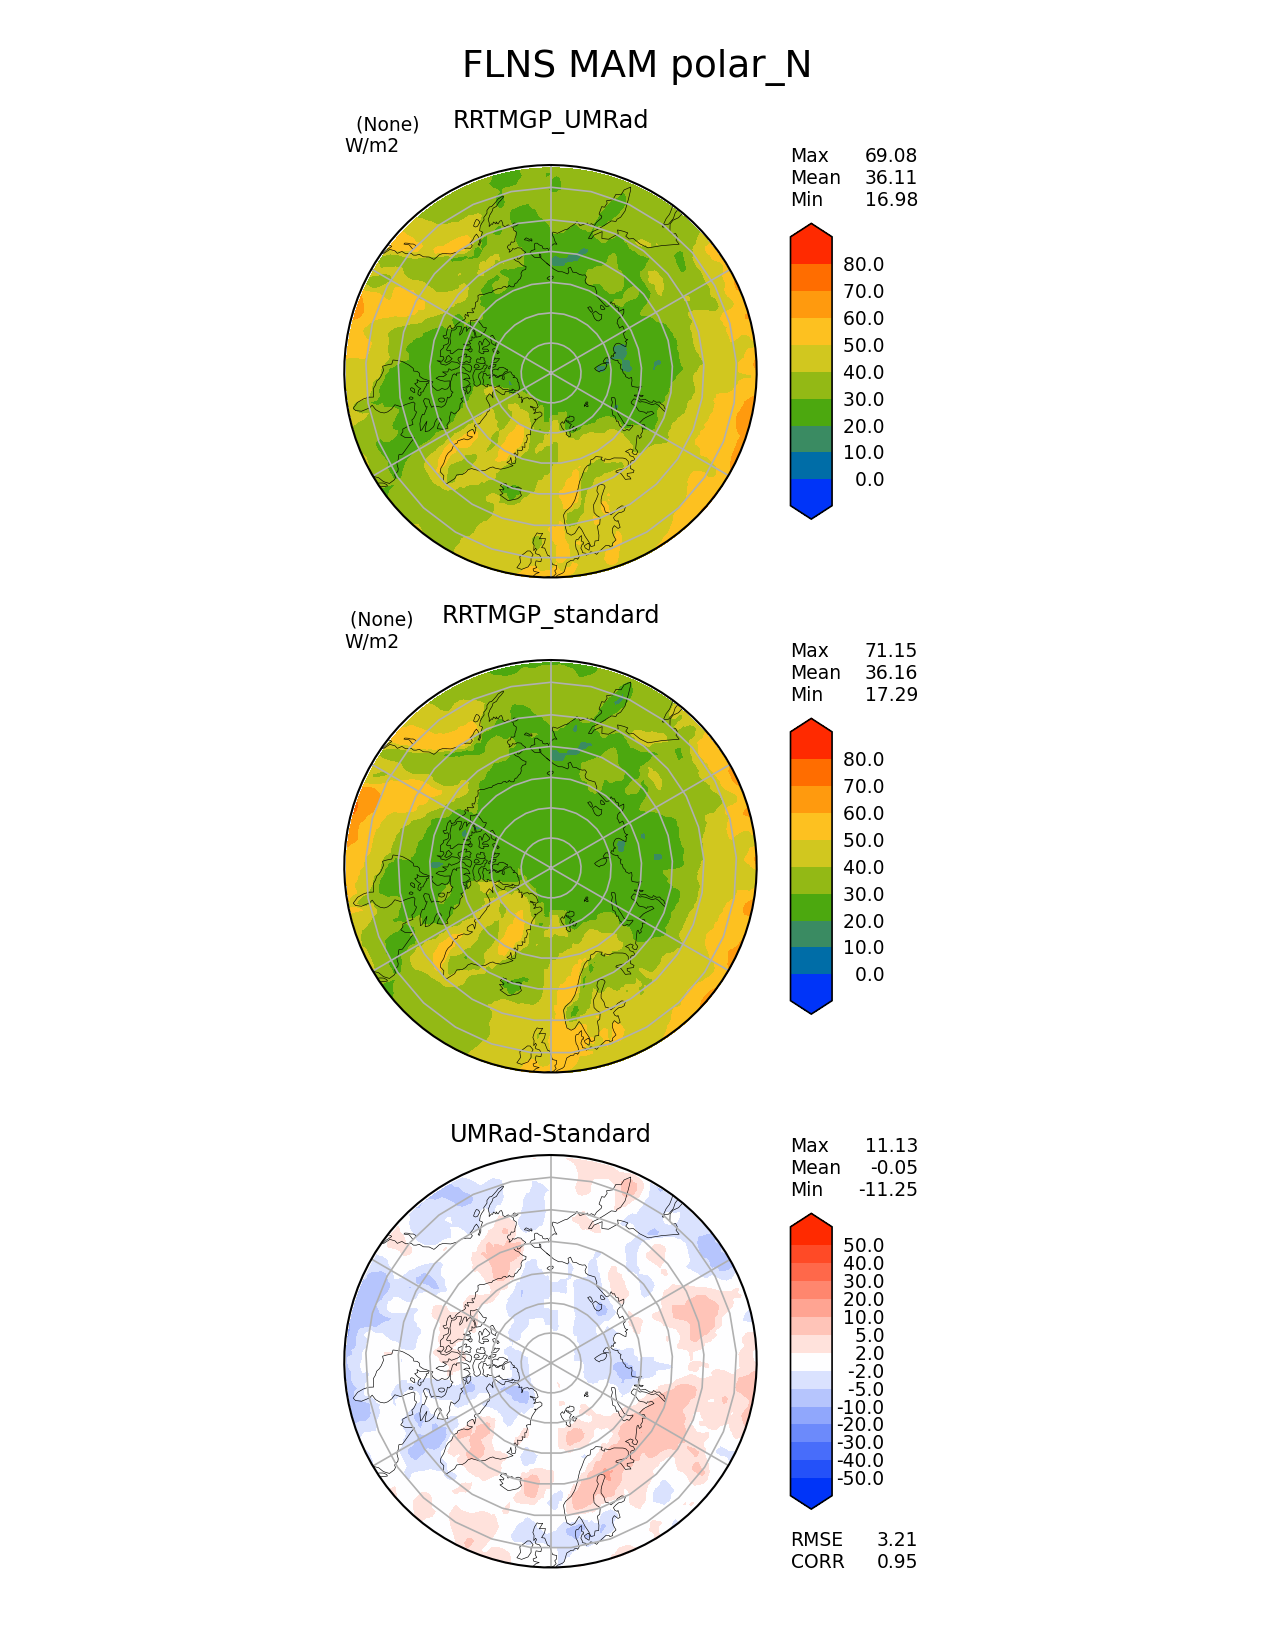 FLNS MAM polar_N
(None) RRTMGP_UMRad
W/m2
Max 69.08
Mean 36.11
Min 16.98
80.0
70.0
60.0
50.0
40.0
30.0
20.0
10.0
0.0
(None) RRTMGP_standard
W/m2
Max 71.15
Mean 36.16
Min 17.29
80.0
70.0
60.0
50.0
40.0
30.0
20.0
10.0
0.0
UMRad-Standard
Max 11.13
Mean -0.05
Min -11.25
50.0
40.0
30.0
20.0
10.0
5.0
2.0
-2.0
-5.0
-10.0
-20.0
-30.0
-40.0
-50.0
RMSE 3.21
CORR 0.95